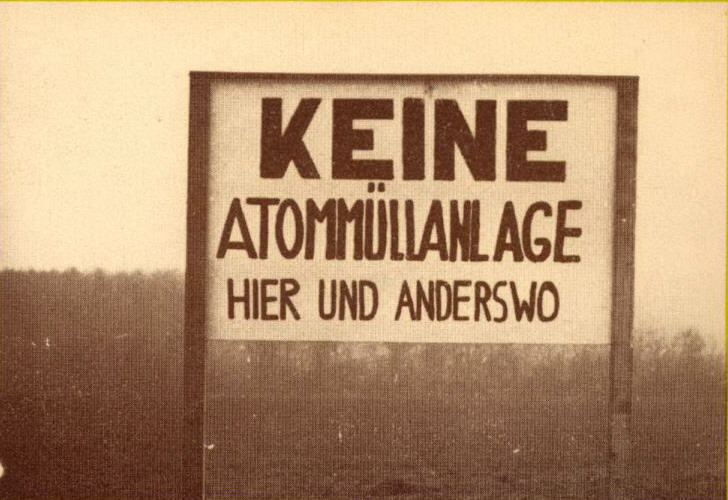 KEINE
ATOMMÜLLANLAGE
HIER UND ANDERSWO